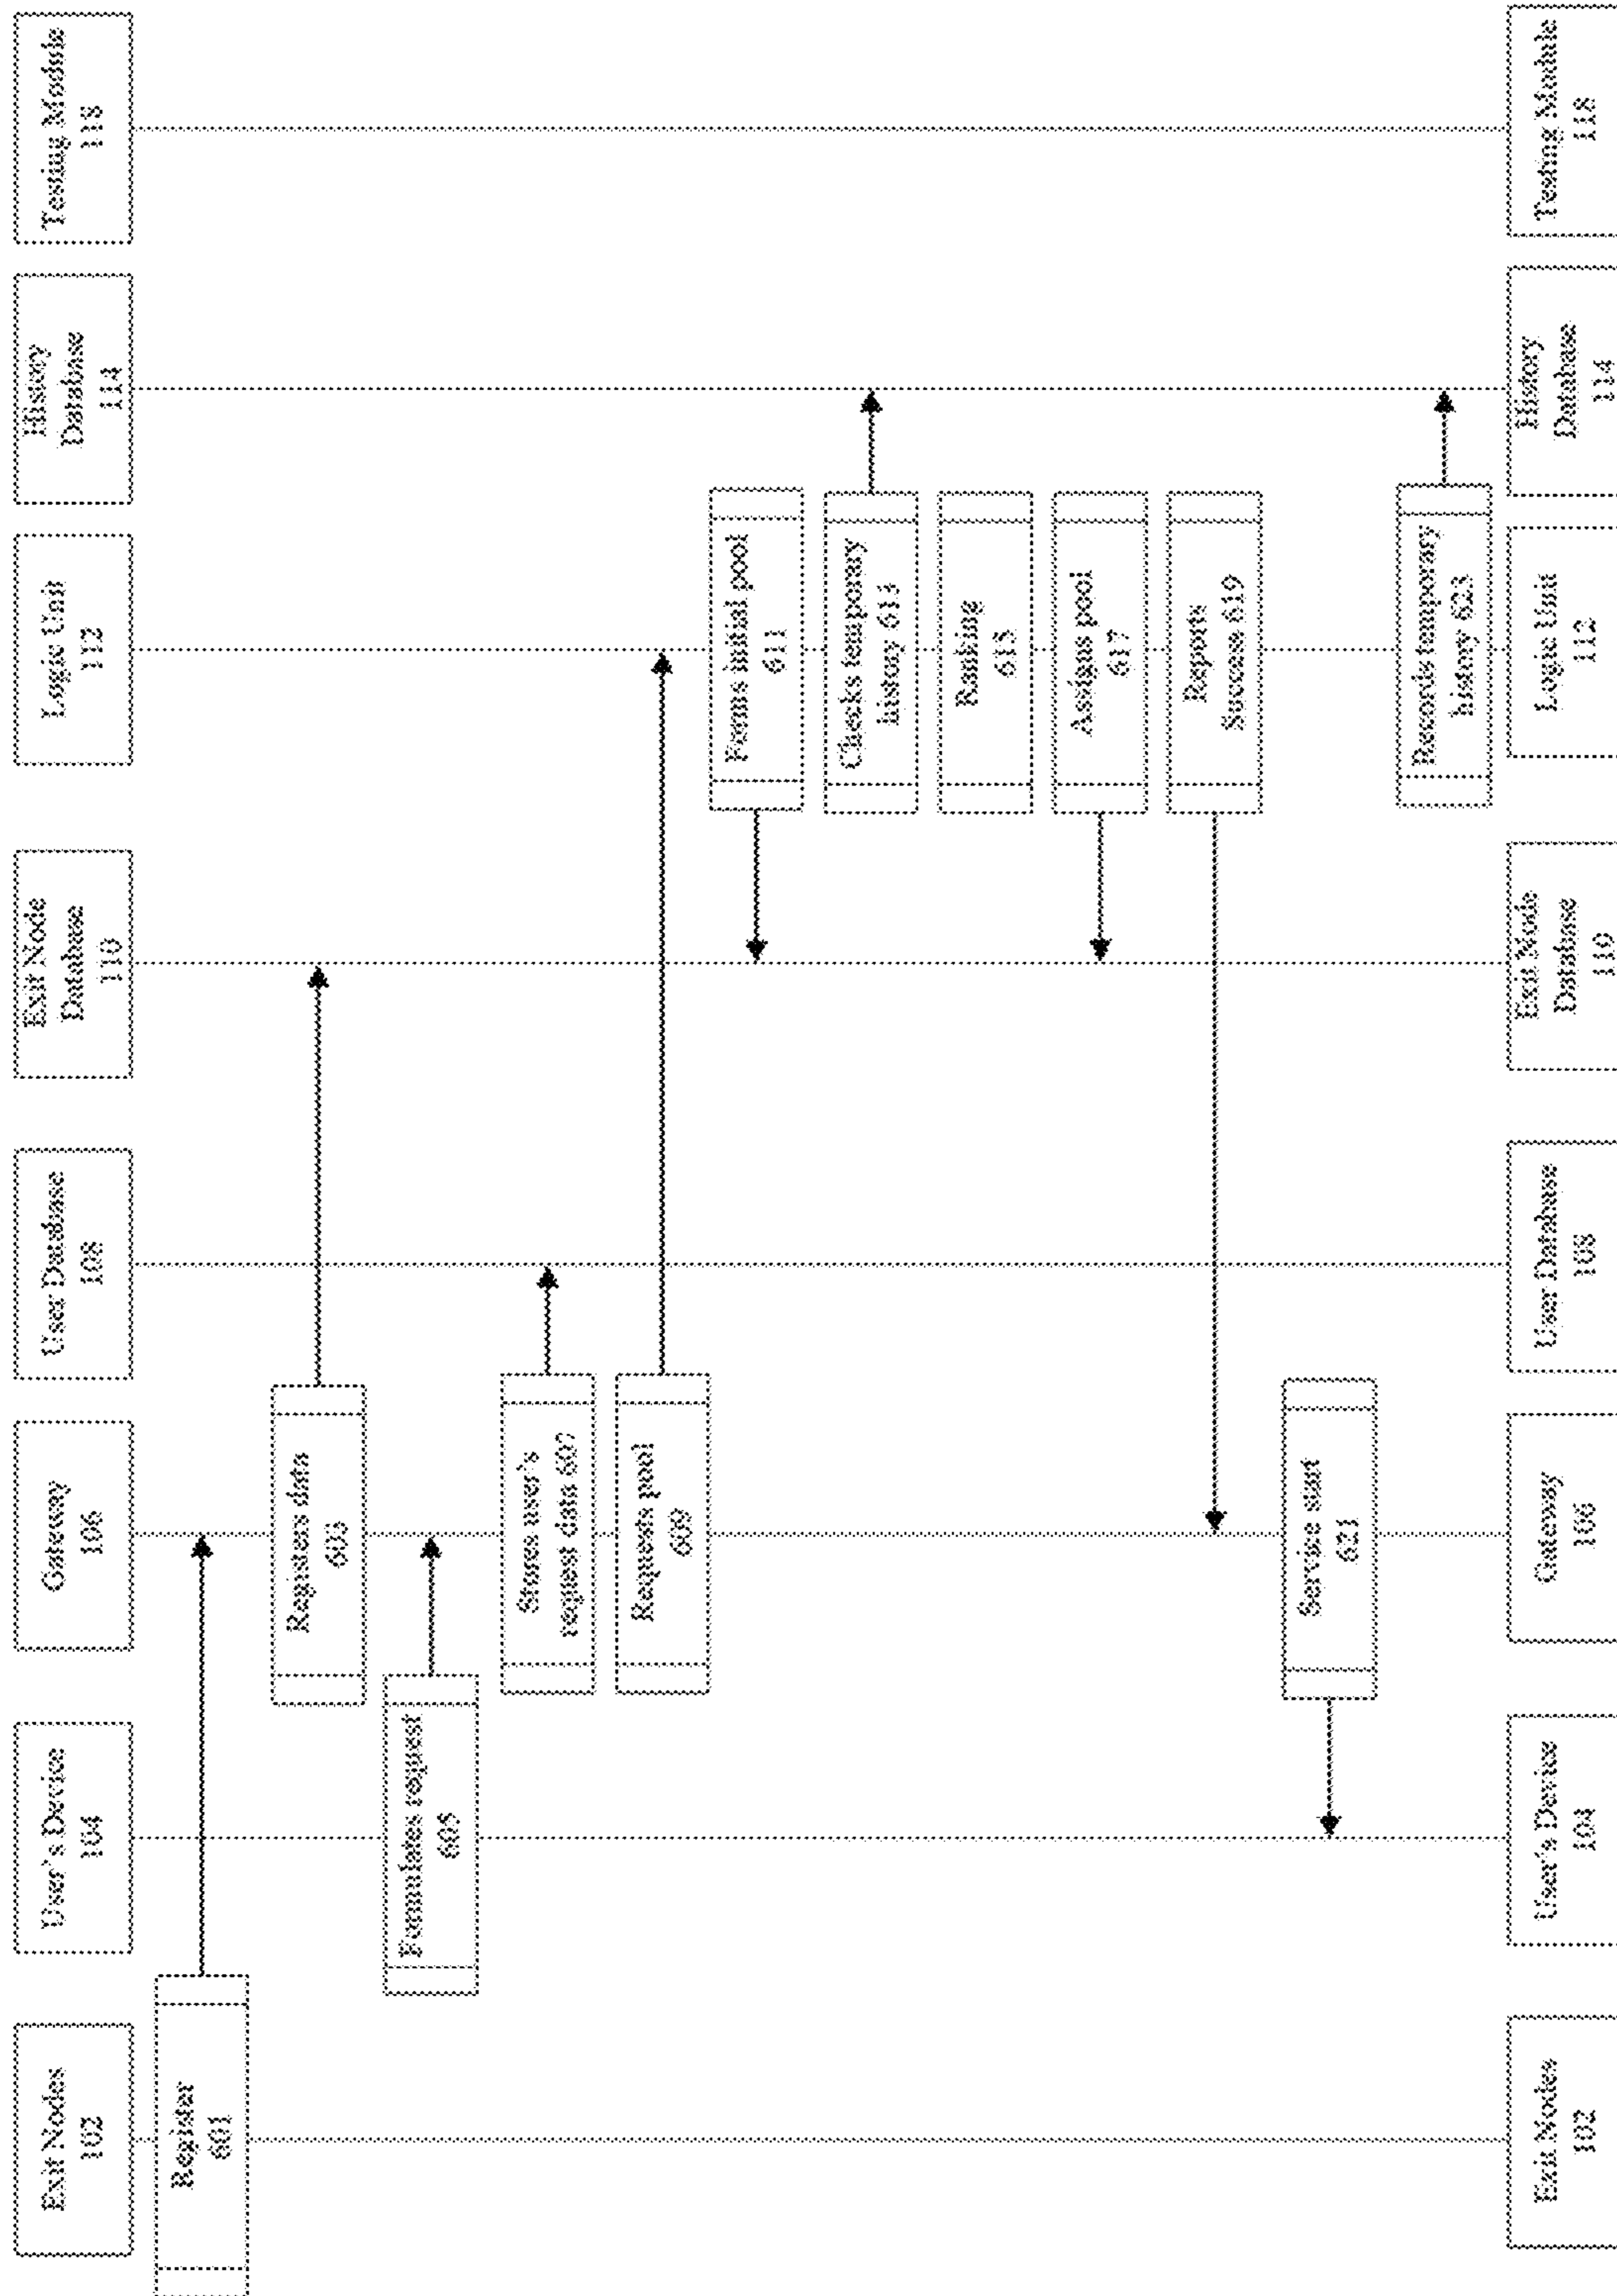 Exit Nodes
102
User's Device
104
Gateway
106
User Database
108
Exit Node
Database
110
Logic Unit
112
History
Database
114
Testing Module
118
Register
601
Registers data
603
Formulates request
605
Stores user's
request data 607
Requests pool
609
Forms initial pool
611
Checks temporary
history 613
Ranking
615
Assigns pool
617
Reports
Success 619
Service start
621
Records temporary
history 623
Exit Nodes
102
User's Device
104
Gateway
106
User Database
108
Exit Node
Database
110
Logic Unit
112
History
Database
114
Testing Module
118